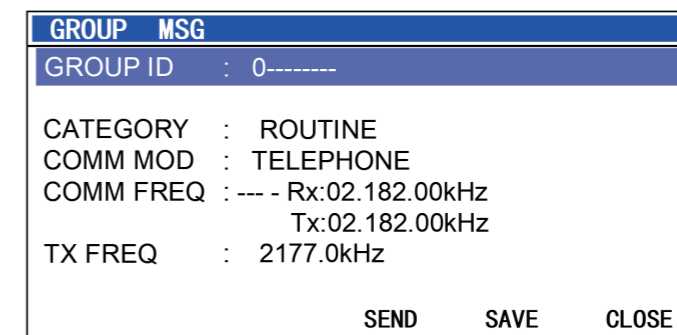 GROUP MSG
GROUP ID : 0--------
CATEGORY : ROUTINE
COMM MOD : TELEPHONE
COMM FREQ : --- - Rx:02.182.00kHz
Tx:02.182.00kHz
TX FREQ : 2177.0kHz
SEND SAVE CLOSE